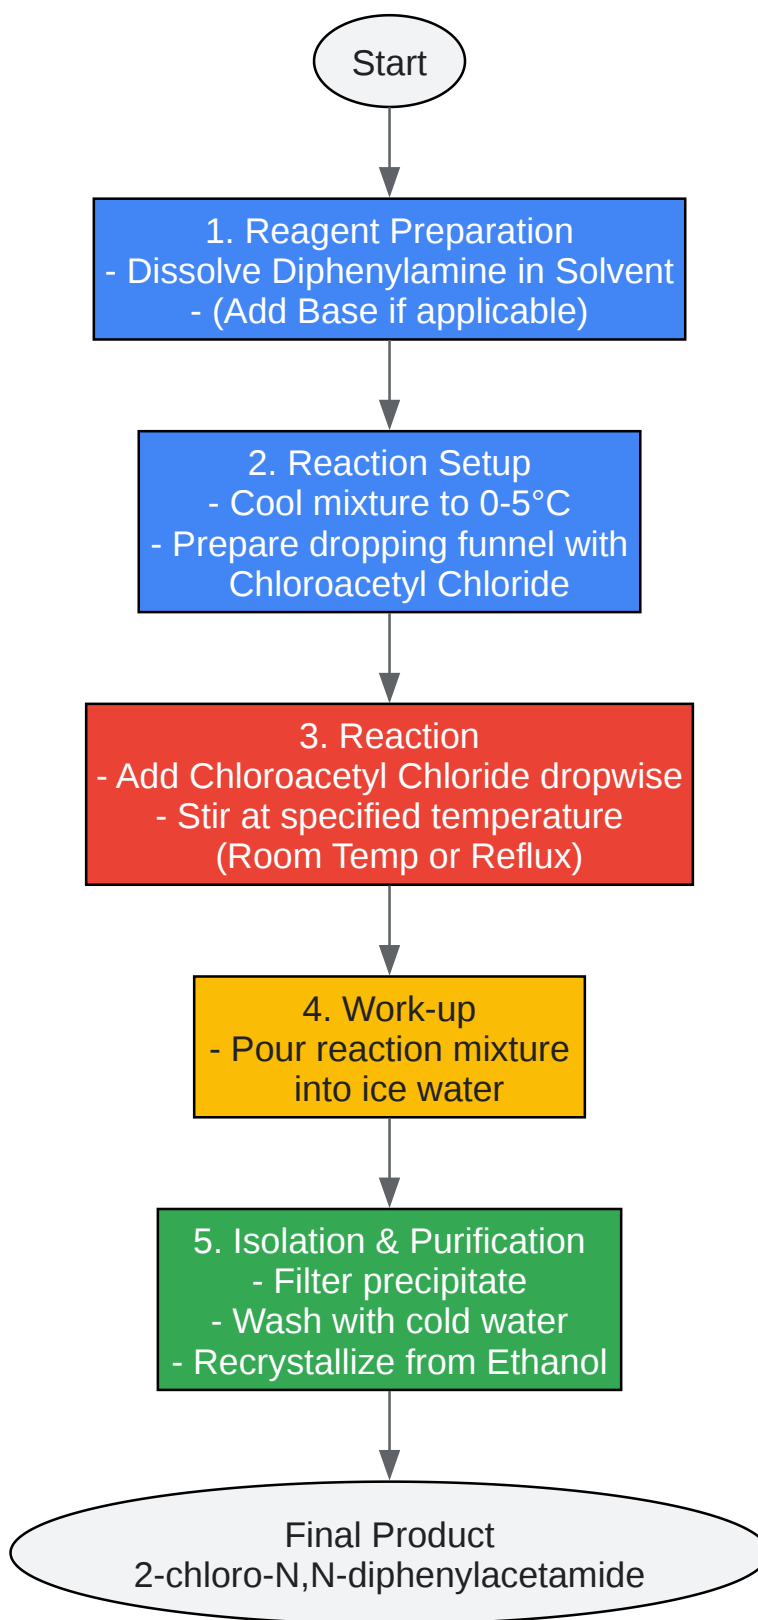 Start
1. Reagent Preparation
- Dissolve Diphenylamine in Solvent
- (Add Base if applicable)
2. Reaction Setup
- Cool mixture to 0-5°C
- Prepare dropping funnel with
Chloroacetyl Chloride
3. Reaction
- Add Chloroacetyl Chloride dropwise
- Stir at specified temperature
(Room Temp or Reflux)
4. Work-up
- Pour reaction mixture
into ice water
5. Isolation & Purification
- Filter precipitate
- Wash with cold water
- Recrystallize from Ethanol
Final Product
2-chloro-N,N-diphenylacetamide